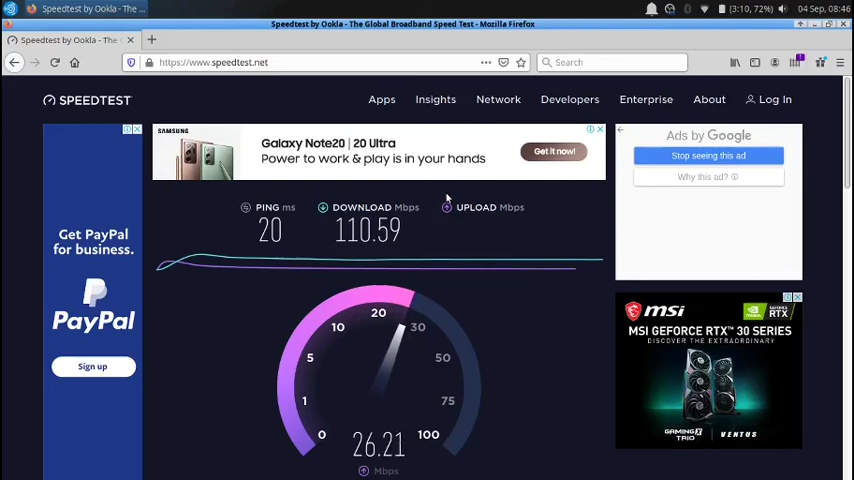 Speedtest by Ookla - The ...
(3:10, 72%)
04 Sep, 08:46
Speedtest by Ookla - The Global Broadband Speed Test - Mozilla Firefox
Speedtest by Ookla - The G
https://www.speedtest.net
Search
SPEEDTEST
Apps
Insights
Network
Developers
Enterprise
About
Log In
SAMSUNG
Galaxy Note20 | 20 Ultra
Power to work & play is in your hands
Get it now!
Ads by Google
Stop seeing this ad
Why this ad?
Get PayPal
for business.
PayPal
Sign up
PING ms
20
DOWNLOAD Mbps
110.59
UPLOAD Mbps
0
1
5
10
20
30
50
75
100
26.21
Mbps
msi
NVIDIA
GEFORCE
RTX
MSI GEFORCE RTX™ 30 SERIES
DISCOVER THE EXTRAORDINARY
GAMING X
TRIO
VENTUS